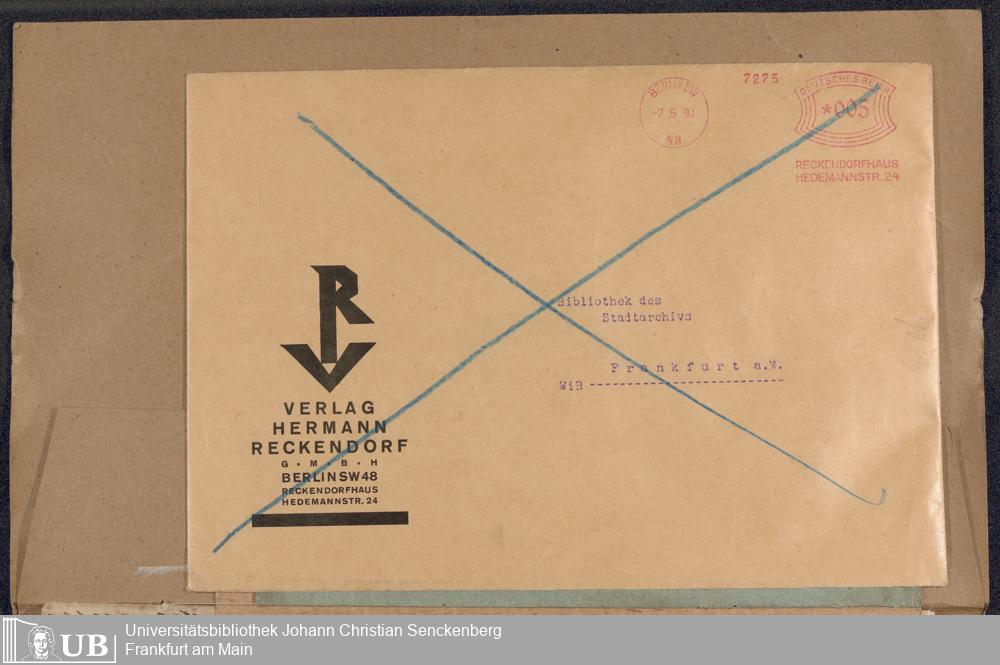 7275
BERLIN SW
-7.5.30
48
DEUTSCHES REICH
*005
RECKENDORFHAUS
HEDEMANNSTR. 24
Bibliothek des
Stadtarchivs
Frankfurt a.M.
WiB
R
VERLAG
HERMANN
RECKENDORF
G · M · B · H
BERLIN SW 48
RECKENDORFHAUS
HEDEMANNSTR. 24
UB
Universitätsbibliothek Johann Christian Senckenberg
Frankfurt am Main